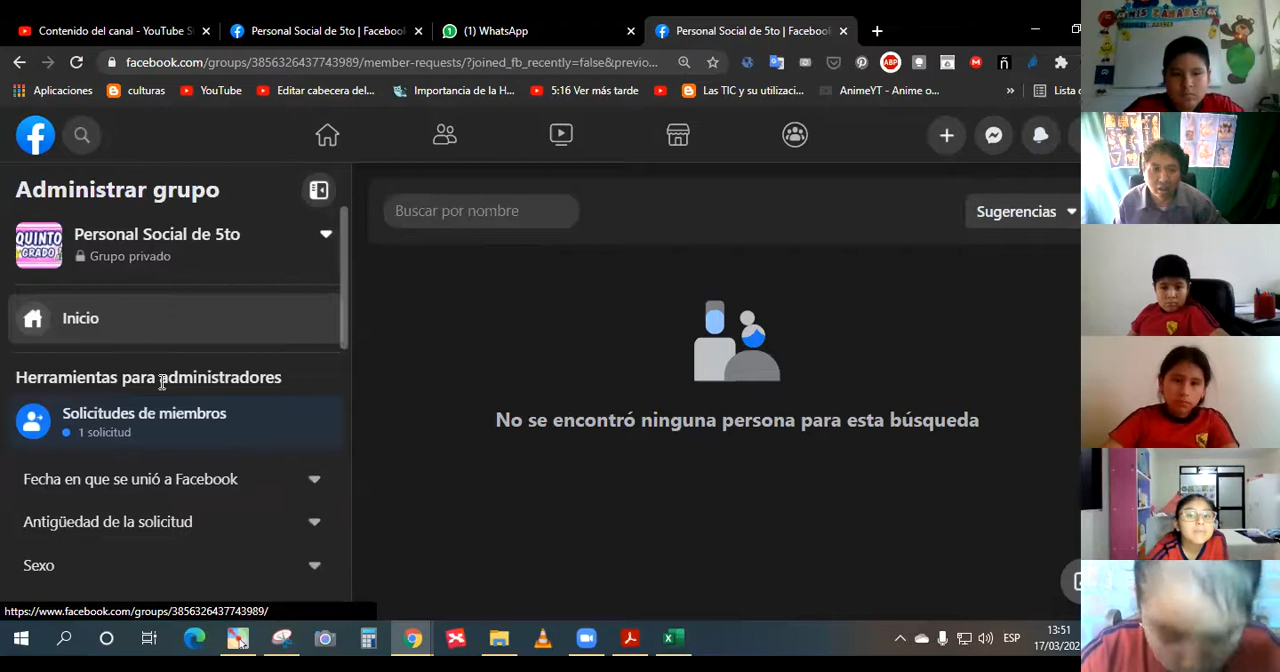 Contenido del canal - YouTube S
Personal Social de 5to | Facebook
(1) WhatsApp
Personal Social de 5to | Facebook
facebook.com/groups/3856326437743989/member-requests/?joined_fb_recently=false&previo...
Aplicaciones
culturas
YouTube
Editar cabecera del...
Importancia de la H...
5:16 Ver más tarde
Las TIC y su utilizaci...
AnimeYT - Anime o...
»
Lista d
Administrar grupo
Buscar por nombre
Sugerencias
QUINTO
GRADO
Personal Social de 5to
Grupo privado
Inicio
Herramientas para administradores
Solicitudes de miembros
1 solicitud
No se encontró ninguna persona para esta búsqueda
Fecha en que se unió a Facebook
Antigüedad de la solicitud
Sexo
https://www.facebook.com/groups/3856326437743989/
ESP
13:51
17/03/202